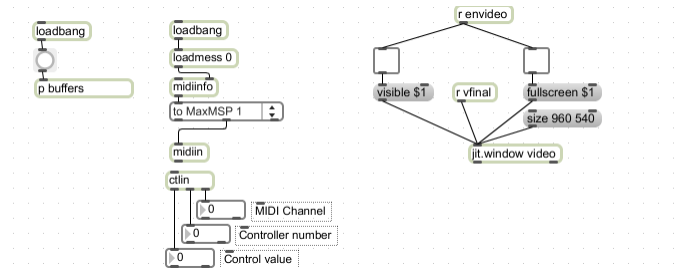 loadbang
p buffers
loadbang
loadmess 0
midiinfo
to MaxMSP 1
midiin
ctlin
0
MIDI Channel
0
Controller number
0
Control value
r envideo
visible $1
r vfinal
fullscreen $1
size 960 540
jit.window video